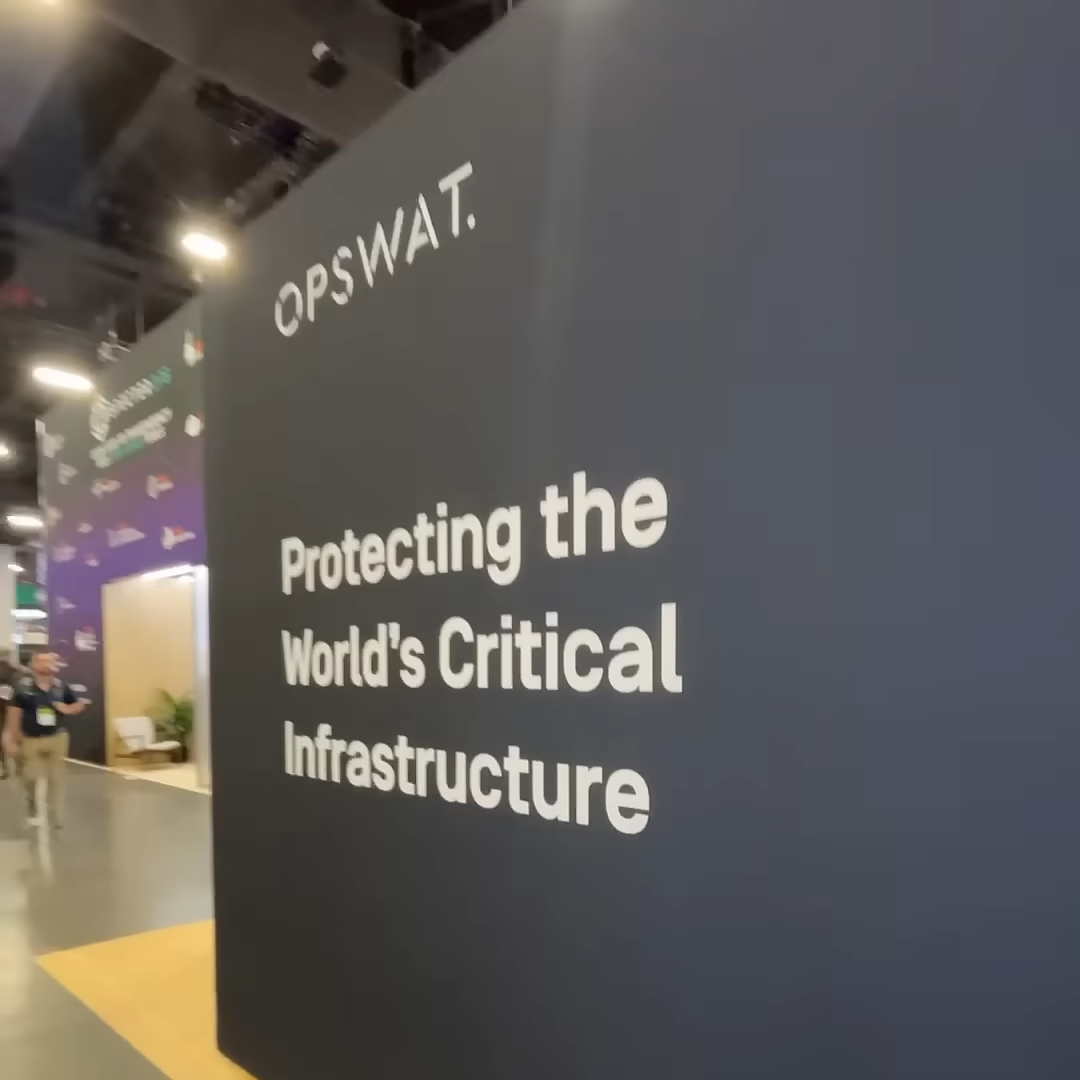 OPSWAT.
Protecting the
World's Critical
Infrastructure